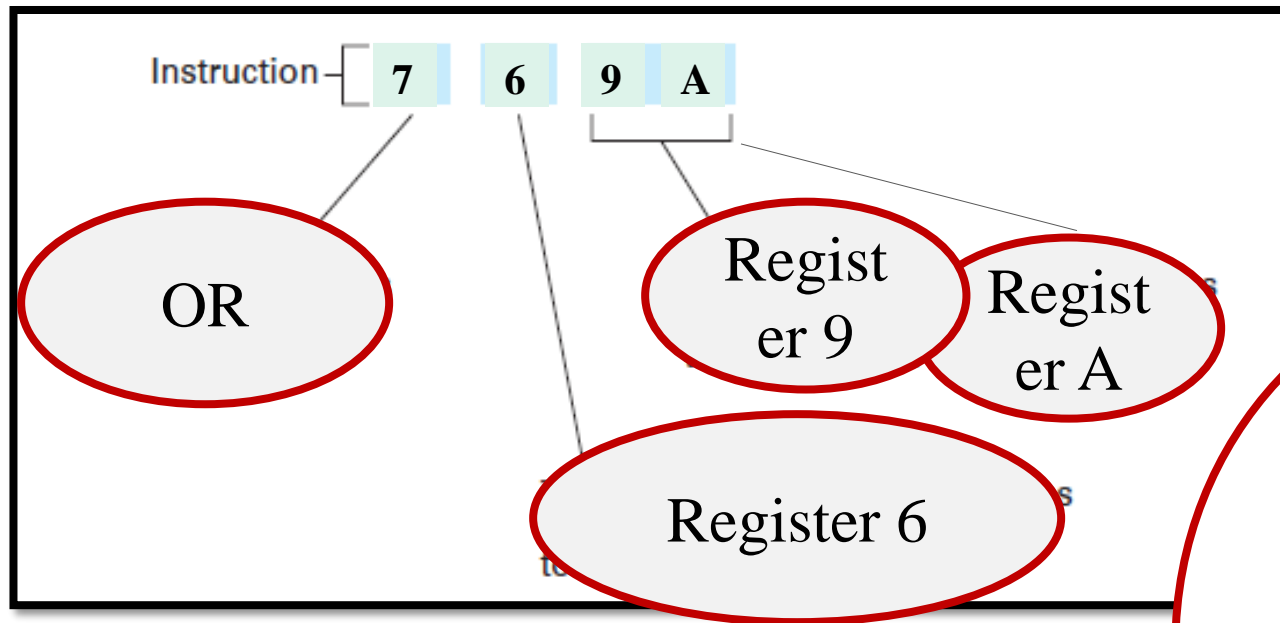 Instruction
7 6 9 A
OR
Regist
er 9
Regist
er A
s
Register 6
s